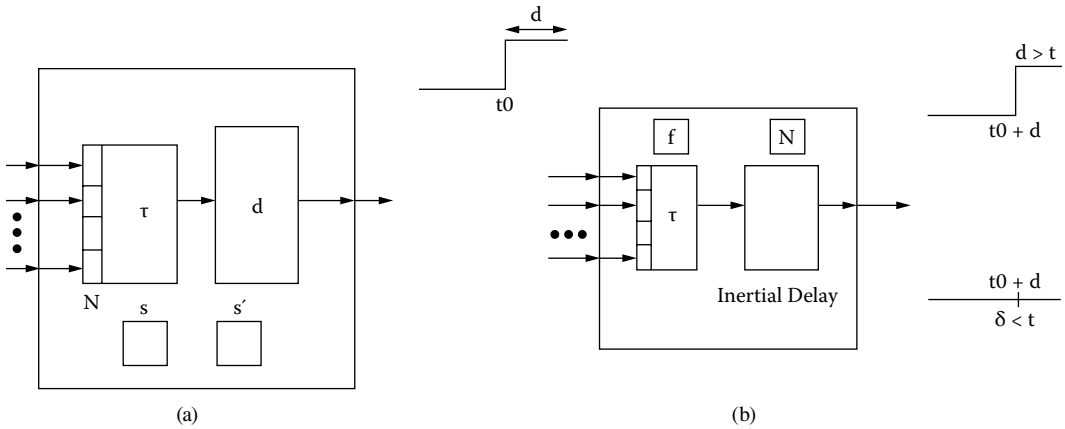 τ
d
N
s
s´
(a)
d
t0
f
N
τ
Inertial Delay
(b)
d > t
t0 + d
t0 + d
δ < t